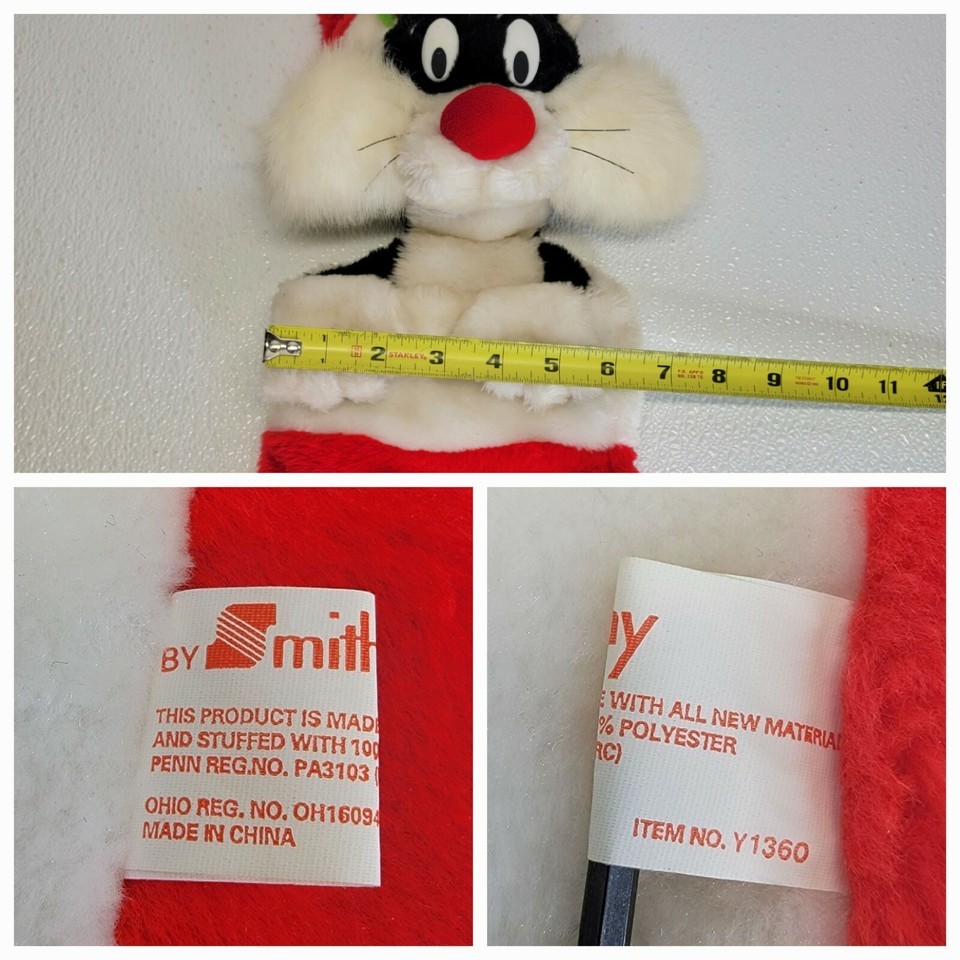 1 2 STANLEY 3 4 5 6 7 8 9 10 11
BY Smith
THIS PRODUCT IS MADE
AND STUFFED WITH 100
PENN REG.NO. PA3103 (
OHIO REG. NO. OH16094
MADE IN CHINA
y
E WITH ALL NEW MATERIAL
% POLYESTER
RC)
ITEM NO. Y1360